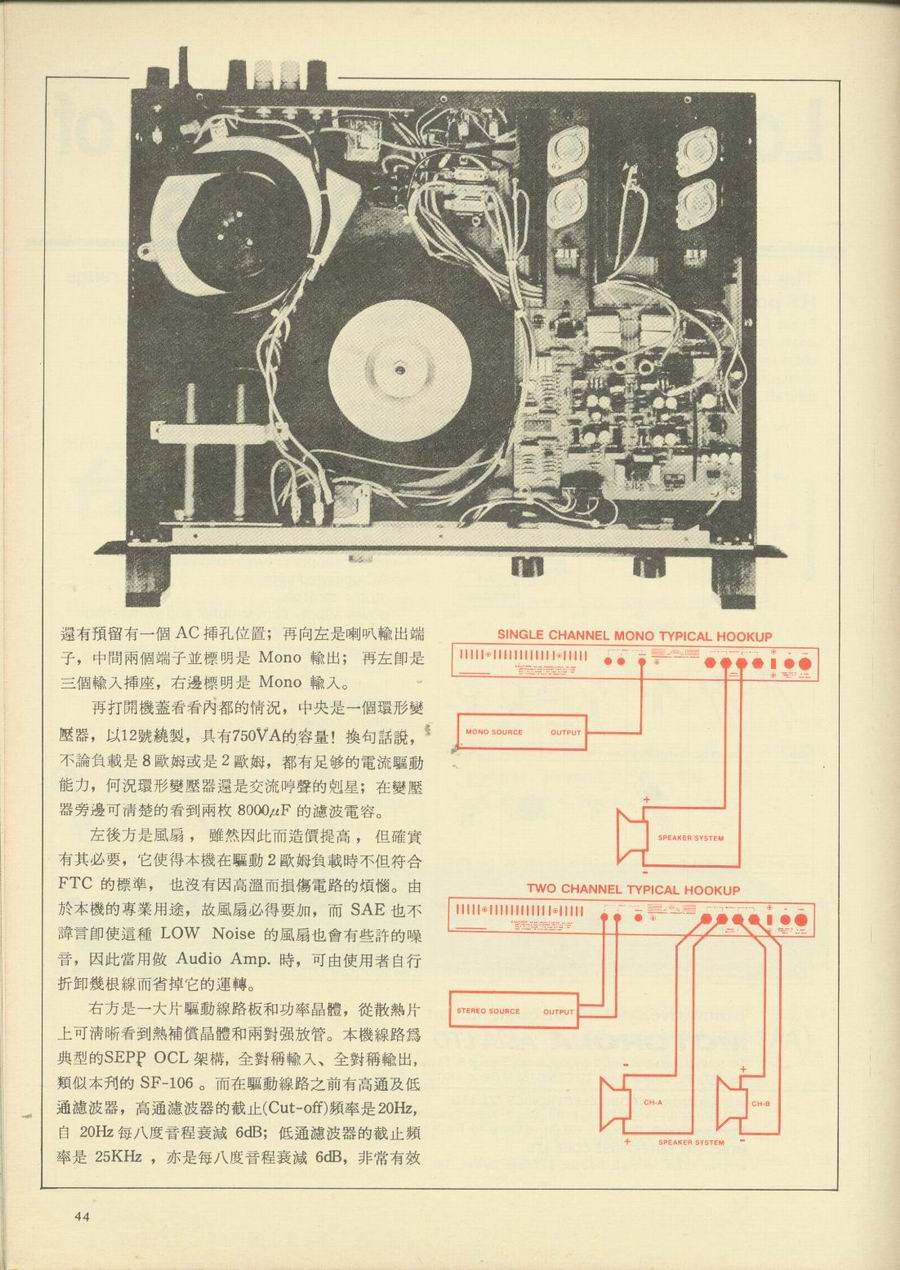 還有預留有一個 AC 揷孔位置；再向左是喇叭輸出端
子，中間兩個端子並標明是 Mono 輸出；再左卽是
三個輸入揷座，右邊標明是 Mono 輸入。
再打開機蓋看看內都的情況，中央是一個環形變
壓器，以12號繞製，具有750VA的容量！換句話說，
不論負載是 8 歐姆或是 2 歐姆，都有足够的電流驅動
能力，何況環形變壓器還是交流哼聲的剋星；在變壓
器旁邊可淸楚的看到兩枚 8000μF 的濾波電容。
左後方是風扇，雖然因此而造價提高，但確實
有其必要，它使得本機在驅動 2 歐姆負載時不但符合
FTC 的標準，也沒有因高溫而損傷電路的煩惱。由
於本機的專業用途，故風扇必得要加，而 SAE 也不
諱言卽使這種 LOW Noise 的風扇也會有些許的噪
音，因此當用做 Audio Amp. 時，可由使用者自行
折卸幾根線而省掉它的運轉。
右方是一大片驅動線路板和功率晶體，從散熱片
上可淸晰看到熱補償晶體和兩對强放管。本機線路爲
典型的SEPP OCL 架構，全對稱輸入、全對稱輸出，
類似本刋的 SF-106 。而在驅動線路之前有高通及低
通濾波器，高通濾波器的截止(Cut-off)頻率是20Hz,
自 20Hz 每八度音程衰減 6dB；低通濾波器的截止頻
率是 25KHz ，亦是每八度音程衰減 6dB，非常有效
SINGLE CHANNEL MONO TYPICAL HOOKUP
MONO SOURCE OUTPUT
+
SPEAKER SYSTEM
-
TWO CHANNEL TYPICAL HOOKUP
STEREO SOURCE OUTPUT
- +
CH-A CH-B
+ SPEAKER SYSTEM -
44